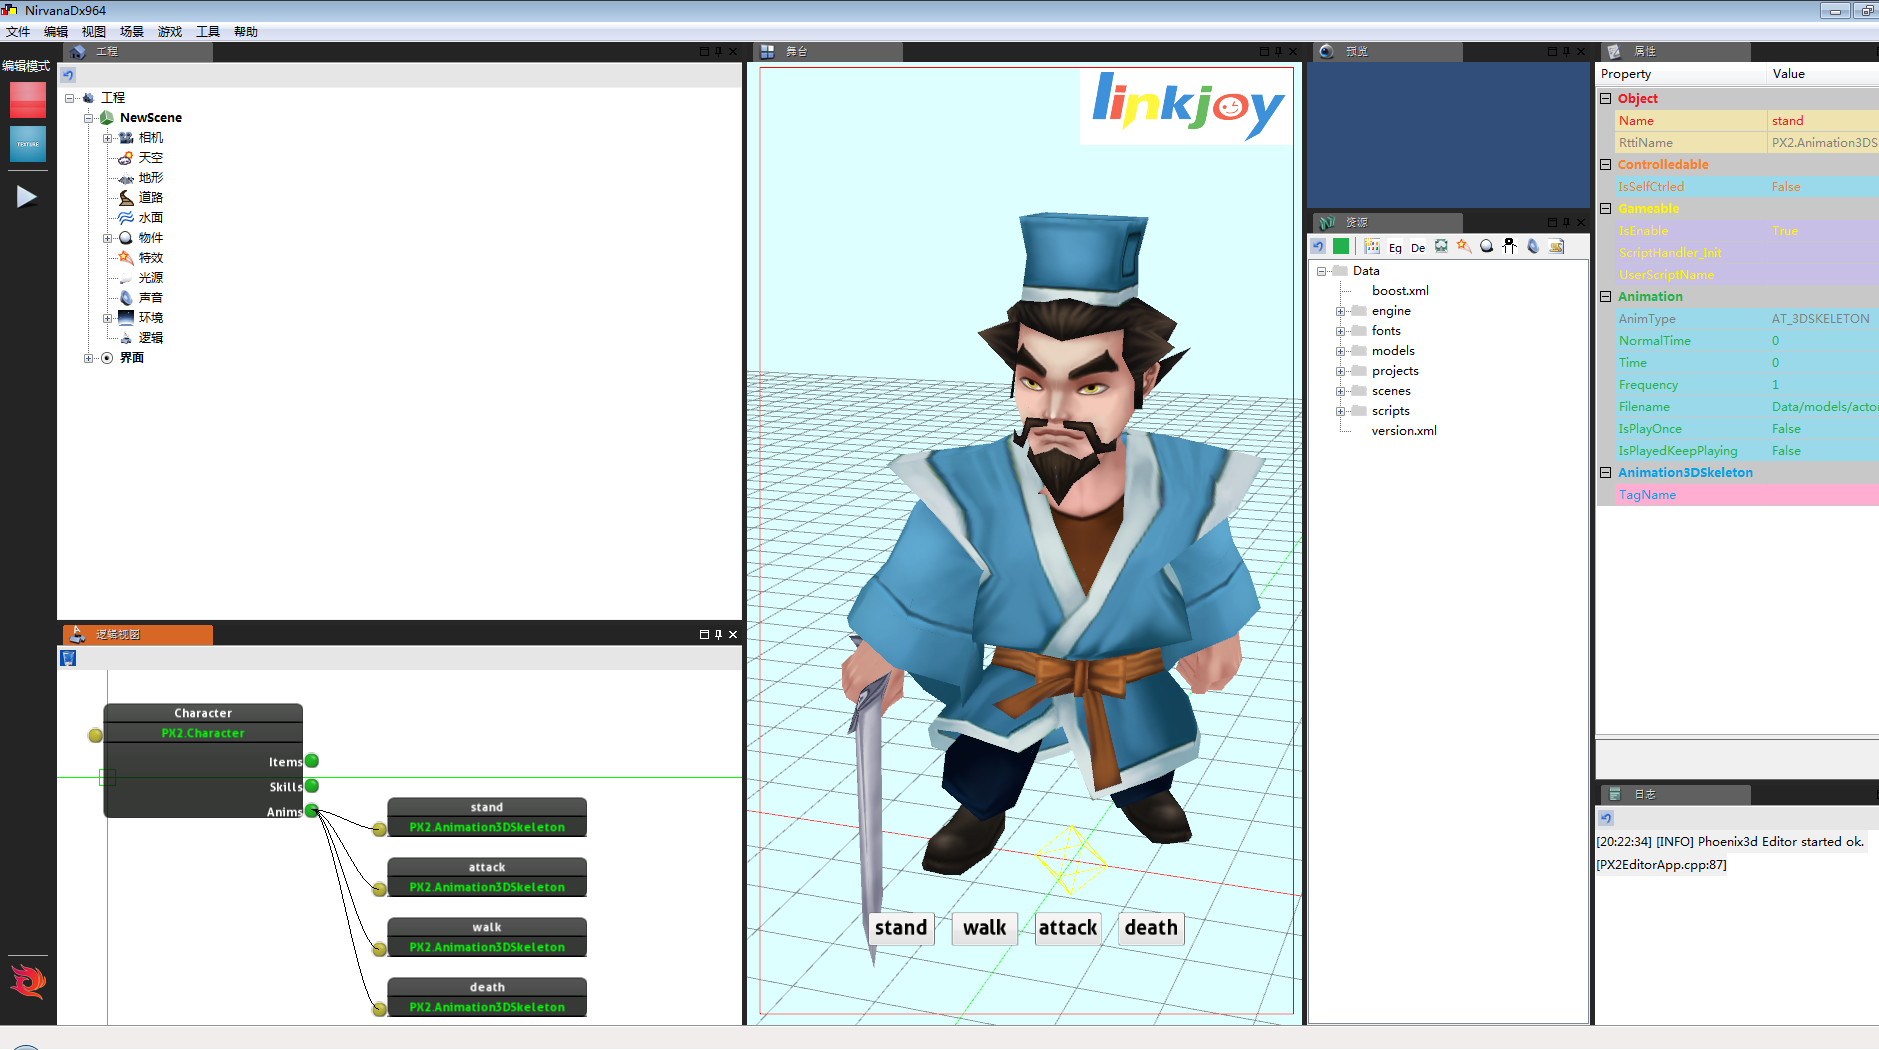 NirvanaDx964
文件 编辑 视图 场景 游戏 工具 帮助
编辑模式
TEXTURE
工程
工程
NewScene
相机
天空
地形
道路
水面
物件
特效
光源
声音
环境
逻辑
界面
逻辑视图
Character
PX2.Character
Items
Skills
Anims
stand
PX2.Animation3DSkeleton
attack
PX2.Animation3DSkeleton
walk
PX2.Animation3DSkeleton
death
PX2.Animation3DSkeleton
舞台
linkjoy
stand walk attack death
预览
资源
Eg De
Data
boost.xml
engine
fonts
models
projects
scenes
scripts
version.xml
属性
Property Value
Object
Name stand
RttiName PX2.Animation3DS
Controlledable
IsSelfCtrled False
Gameable
IsEnable True
ScriptHandler_Init
UserScriptName
Animation
AnimType AT_3DSKELETON
NormalTime 0
Time 0
Frequency 1
Filename Data/models/acto
IsPlayOnce False
IsPlayedKeepPlaying False
Animation3DSkeleton
TagName
日志
[20:22:34] [INFO] Phoenix3d Editor started ok.
[PX2EditorApp.cpp:87]